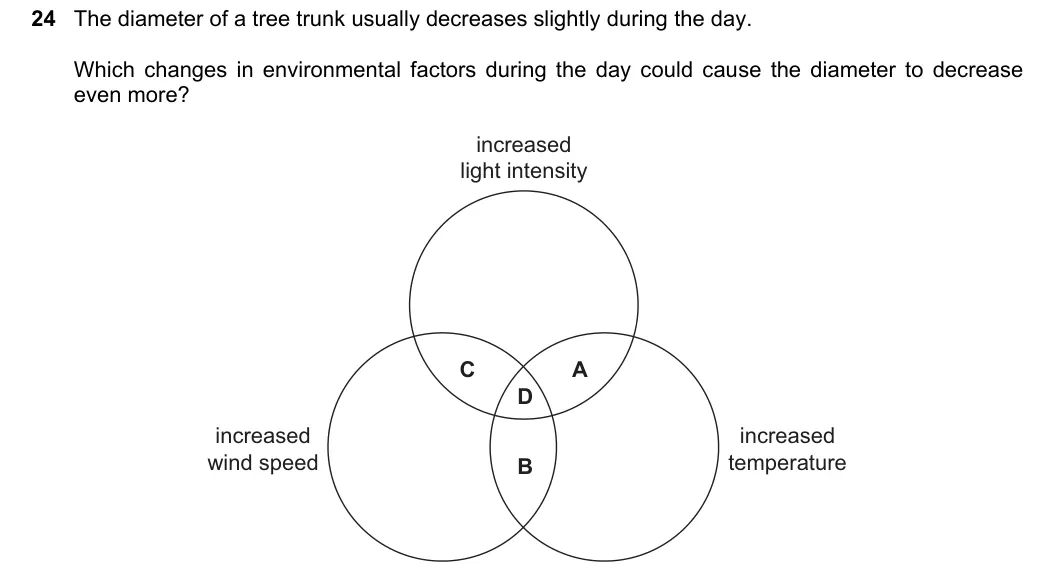 24 The diameter of a tree trunk usually decreases slightly during the day.
Which changes in environmental factors during the day could cause the diameter to decrease
even more?
increased
light intensity
C
A
D
increased
wind speed
B
increased
temperature